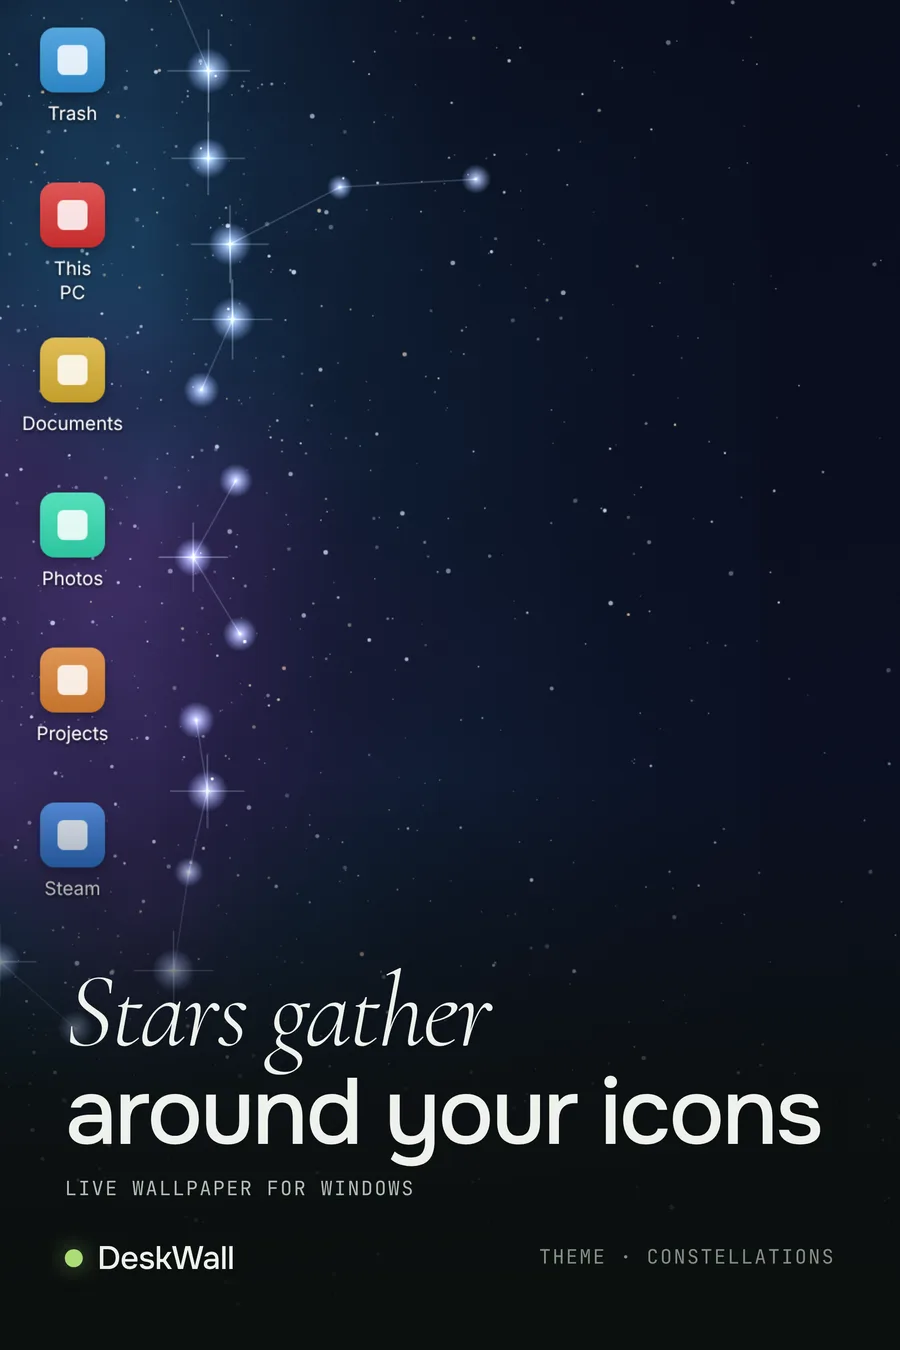 Trash
This
PC
Documents
Photos
Projects
Steam
Stars gather
around your icons
LIVE WALLPAPER FOR WINDOWS
DeskWall
THEME · CONSTELLATIONS